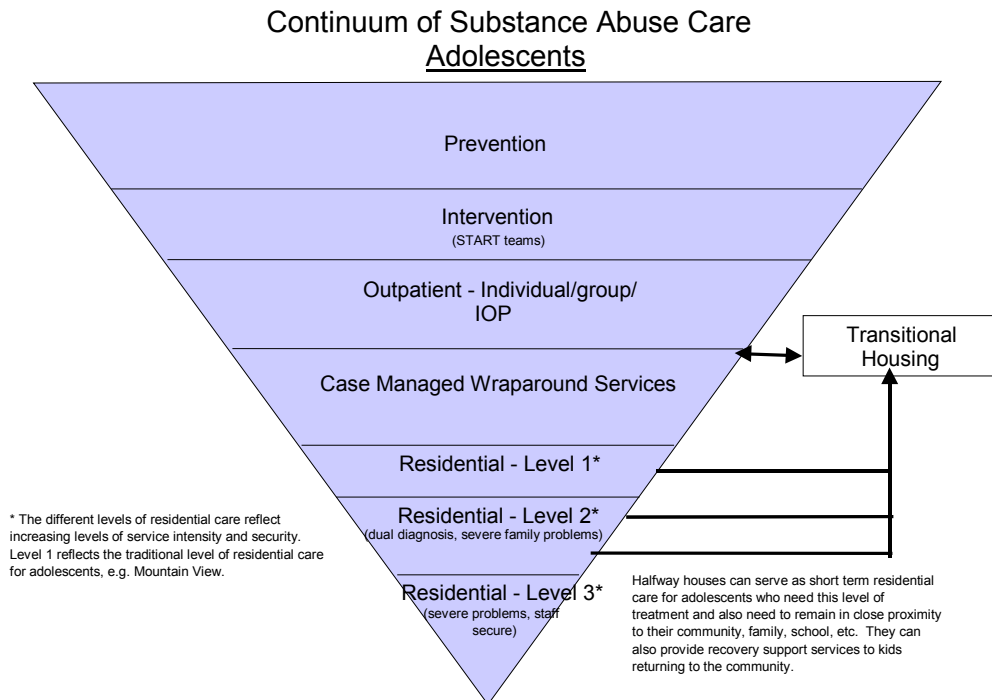 Continuum of Substance Abuse Care
Adolescents
Prevention
Intervention
(START teams)
Outpatient - Individual/group/
IOP
Transitional
Housing
Case Managed Wraparound Services
Residential - Level 1*
Residential - Level 2*
(dual diagnosis, severe family problems)
* The different levels of residential care reflect
increasing levels of service intensity and security.
Level 1 reflects the traditional level of residential care
for adolescents, e.g. Mountain View.
Residential - Level 3*
(severe problems, staff
secure)
Halfway houses can serve as short term residential
care for adolescents who need this level of
treatment and also need to remain in close proximity
to their community, family, school, etc.  They can
also provide recovery support services to kids
returning to the community.